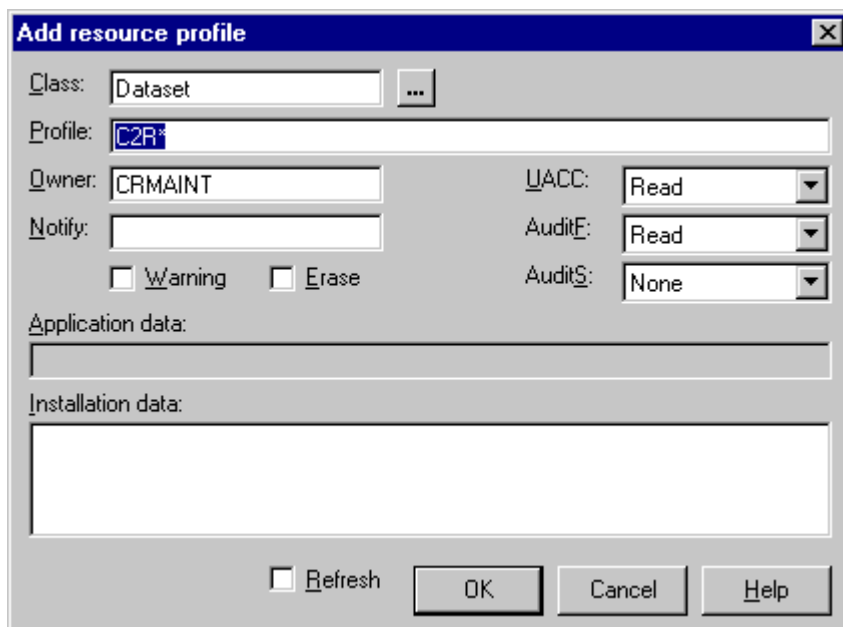 Add resource profile
Class: Dataset ...
Profile: C2R*
Owner: CRMAINT UACC: Read
Notify: AuditF: Read
Warning Erase AuditS: None
Application data:
Installation data:
Refresh OK Cancel Help